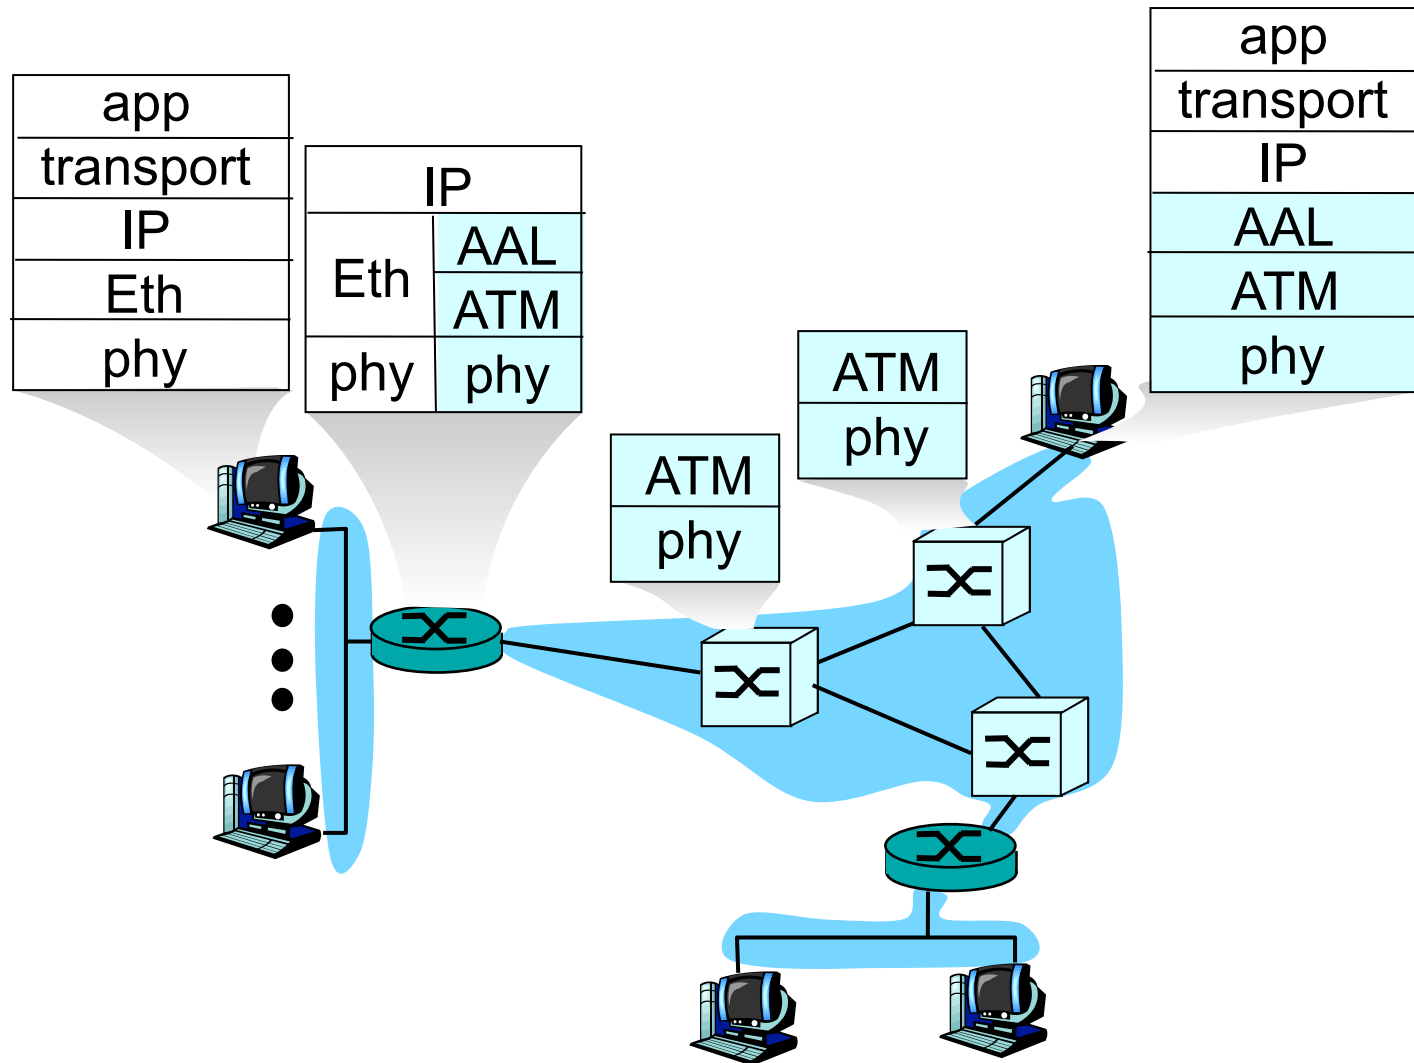 app
transport
IP
Eth
phy
IP
Eth
AAL
ATM
phy
phy
ATM
phy
ATM
phy
app
transport
IP
AAL
ATM
phy